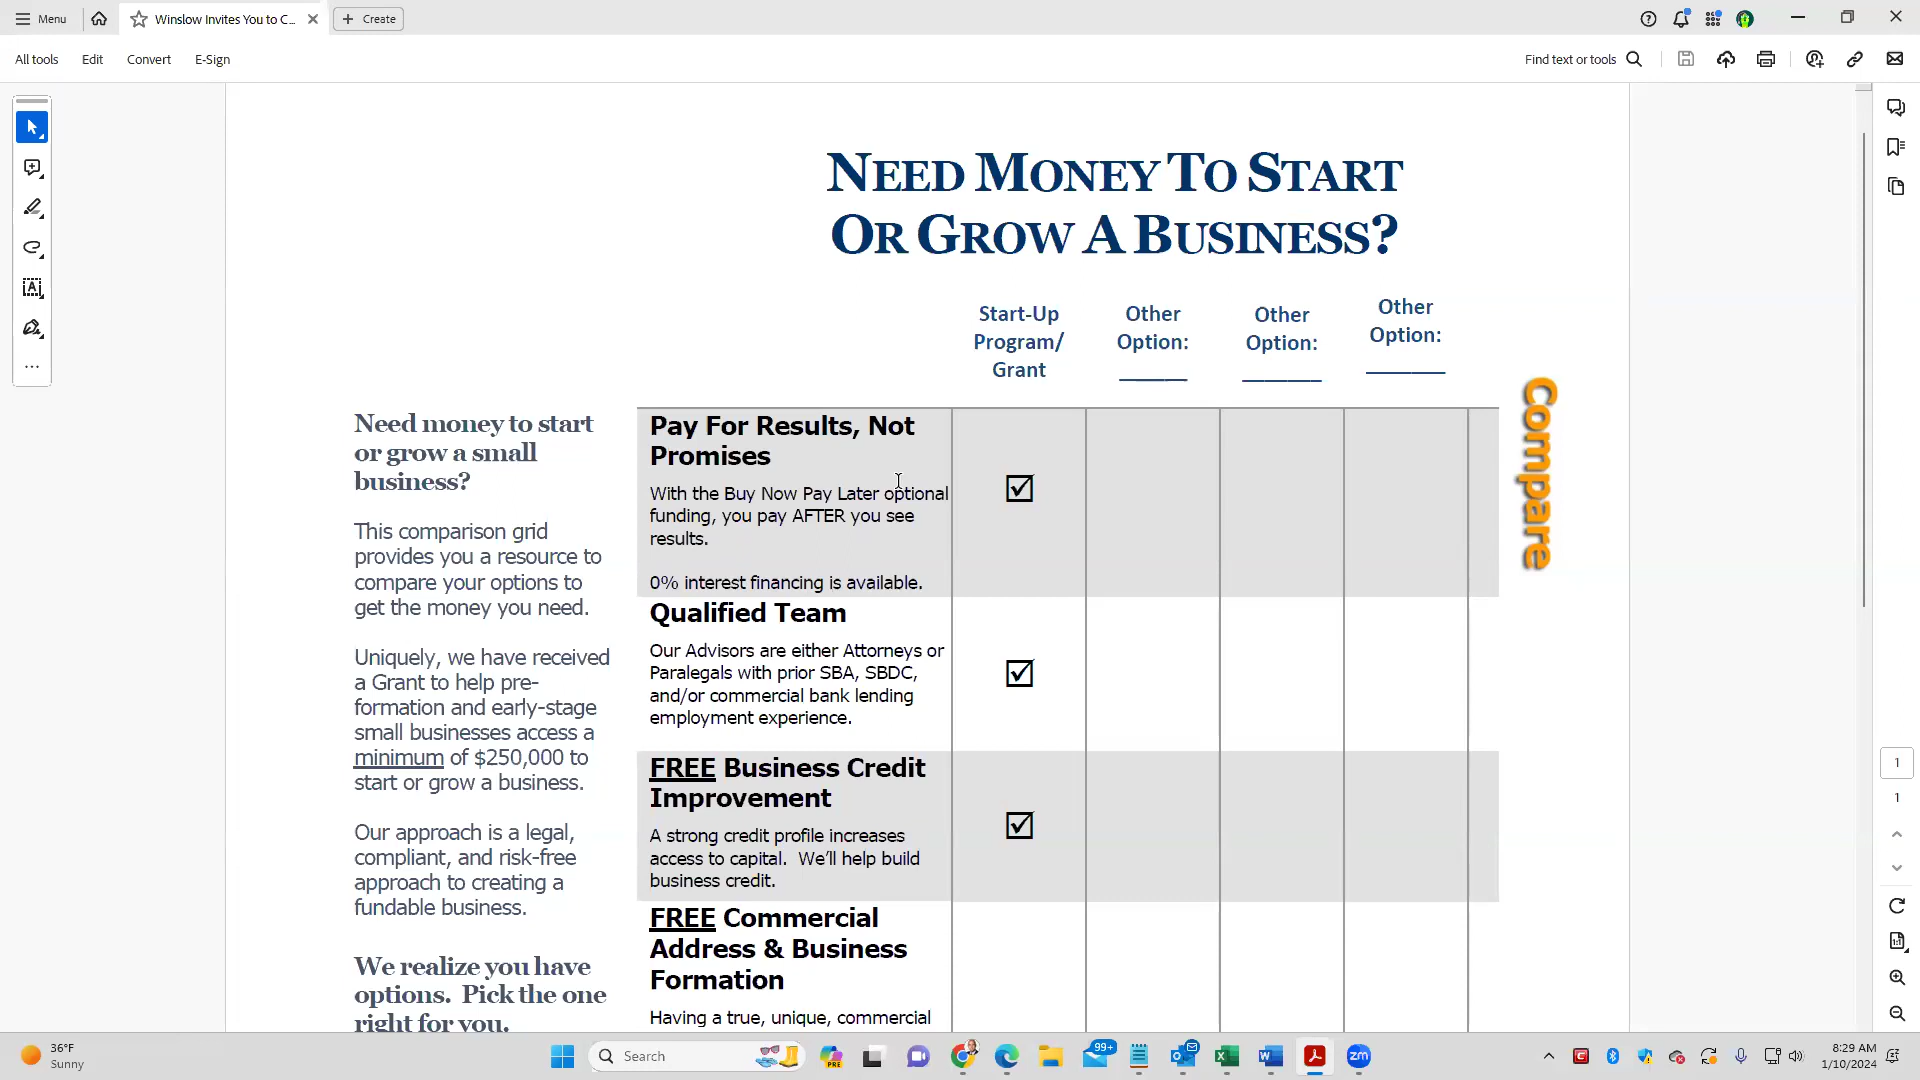 Menu
Winslow Invites You to C...
Create
All tools
Edit
Convert
E-Sign
Find text or tools
NEED MONEY TO START
OR GROW A BUSINESS?
Start-Up
Program/
Grant
Other
Option:
Other
Option:
Other
Option:
Compare
Need money to start
or grow a small
business?
This comparison grid
provides you a resource to
compare your options to
get the money you need.
Uniquely, we have received
a Grant to help pre-
formation and early-stage
small businesses access a
minimum of $250,000 to
start or grow a business.
Our approach is a legal,
compliant, and risk-free
approach to creating a
fundable business.
We realize you have
options. Pick the one
right for you.
Pay For Results, Not
Promises
With the Buy Now Pay Later optional
funding, you pay AFTER you see
results.
0% interest financing is available.
Qualified Team
Our Advisors are either Attorneys or
Paralegals with prior SBA, SBDC,
and/or commercial bank lending
employment experience.
FREE Business Credit
Improvement
A strong credit profile increases
access to capital. We'll help build
business credit.
FREE Commercial
Address & Business
Formation
Having a true, unique, commercial
1
1
36°F
Sunny
Search
PRE
99+
zm
8:29 AM
1/10/2024